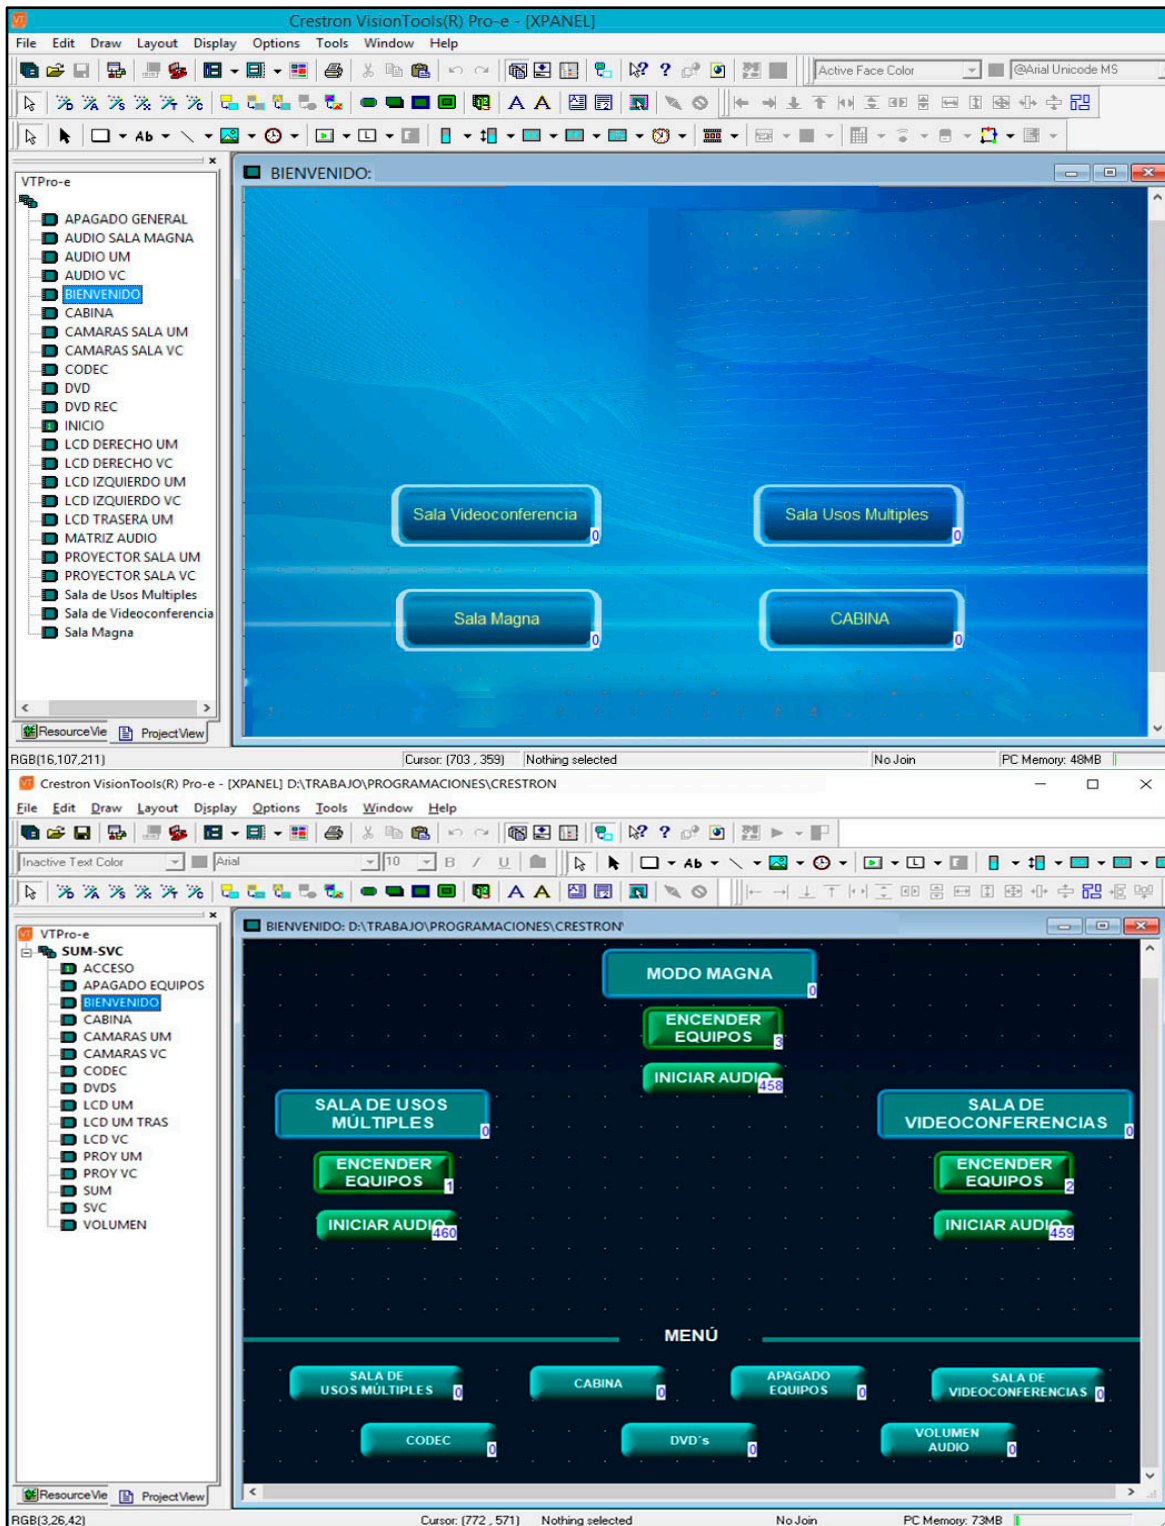 Crestron VisionTools(R) Pro-e - [XPANEL]
File Edit Draw Layout Display Options Tools Window Help
Active Face Color @Arial Unicode MS
Ab
VTPro-e
APAGADO GENERAL
AUDIO SALA MAGNA
AUDIO UM
AUDIO VC
BIENVENIDO
CABINA
CAMARAS SALA UM
CAMARAS SALA VC
CODEC
DVD
DVD REC
INICIO
LCD DERECHO UM
LCD DERECHO VC
LCD IZQUIERDO UM
LCD IZQUIERDO VC
LCD TRASERA UM
MATRIZ AUDIO
PROYECTOR SALA UM
PROYECTOR SALA VC
Sala de Usos Multiples
Sala de Videoconferencia
Sala Magna
ResourceVie ProjectView
BIENVENIDO:
Sala Videoconferencia 0
Sala Usos Multiples 0
Sala Magna 0
CABINA 0
RGB(16,107,211) Cursor: (703 , 359) Nothing selected No Join PC Memory: 48MB
Crestron VisionTools(R) Pro-e - [XPANEL] D:\TRABAJO\PROGRAMACIONES\CRESTRON
File Edit Draw Layout Display Options Tools Window Help
Inactive Text Color Arial 10 B / U Ab
VTPro-e
SUM-SVC
ACCESO
APAGADO EQUIPOS
BIENVENIDO
CABINA
CAMARAS UM
CAMARAS VC
CODEC
DVDS
LCD UM
LCD UM TRAS
LCD VC
PROY UM
PROY VC
SUM
SVC
VOLUMEN
ResourceVie ProjectView
BIENVENIDO: D:\TRABAJO\PROGRAMACIONES\CRESTRON'
MODO MAGNA 0
ENCENDER
EQUIPOS 3
INICIAR AUDIO 458
SALA DE USOS
MÚLTIPLES 0
ENCENDER
EQUIPOS 1
INICIAR AUDIO 460
SALA DE
VIDEOCONFERENCIAS 0
ENCENDER
EQUIPOS 2
INICIAR AUDIO 459
MENÚ
SALA DE
USOS MÚLTIPLES 0
CABINA 0
APAGADO
EQUIPOS 0
SALA DE
VIDEOCONFERENCIAS 0
CODEC 0
DVD´s 0
VOLUMEN
AUDIO 0
RGB(3,26,42) Cursor: (772 , 571) Nothing selected No Join PC Memory: 73MB